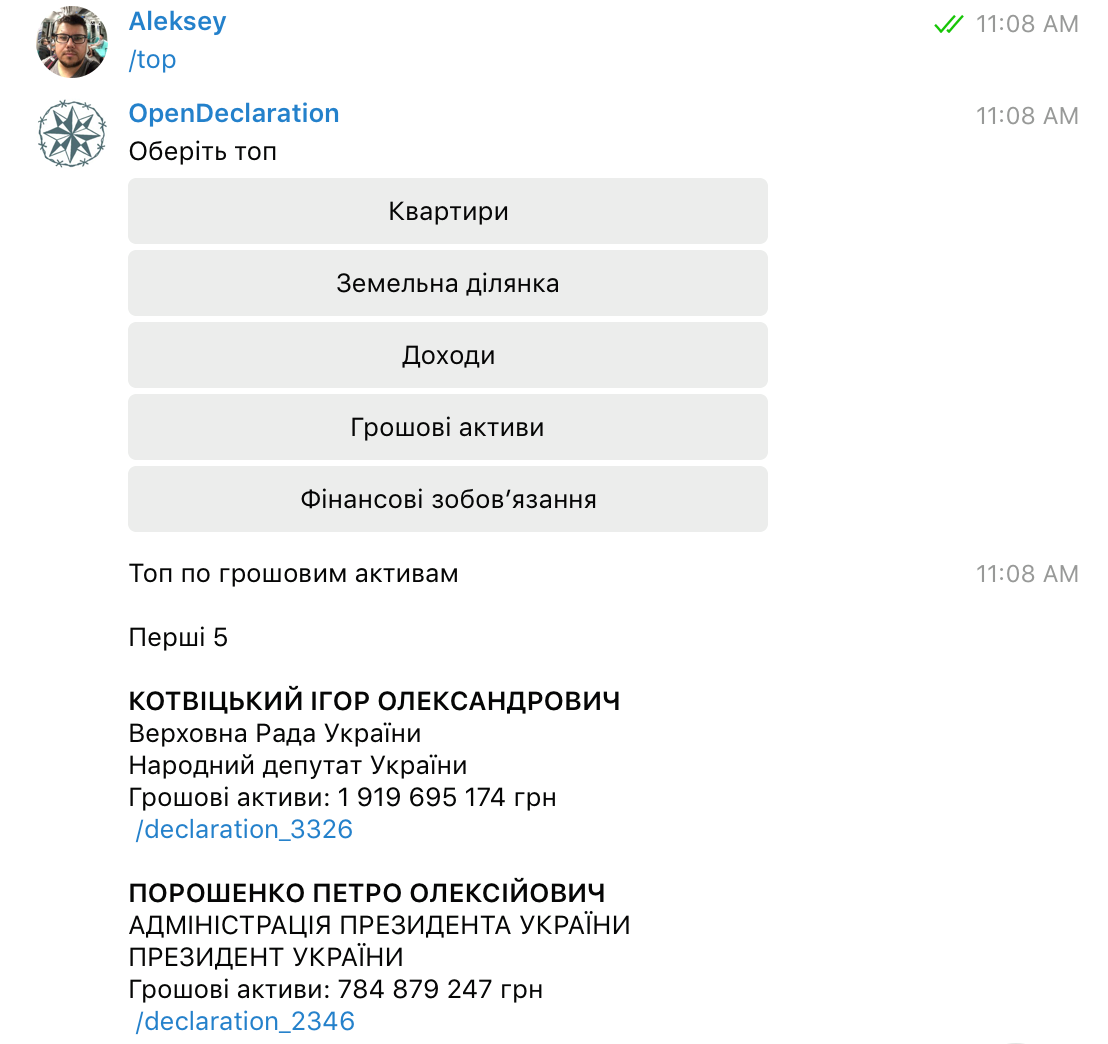 Aleksey
11:08 AM
/top
OpenDeclaration
11:08 AM
Оберіть топ
Квартири
Земельна ділянка
Доходи
Грошові активи
Фінансові зобов’язання
Топ по грошовим активам
11:08 AM
Перші 5
КОТВІЦЬКИЙ ІГОР ОЛЕКСАНДРОВИЧ
Верховна Рада України
Народний депутат України
Грошові активи: 1 919 695 174 грн
/declaration_3326
ПОРОШЕНКО ПЕТРО ОЛЕКСІЙОВИЧ
АДМІНІСТРАЦІЯ ПРЕЗИДЕНТА УКРАЇНИ
ПРЕЗИДЕНТ УКРАЇНИ
Грошові активи: 784 879 247 грн
/declaration_2346